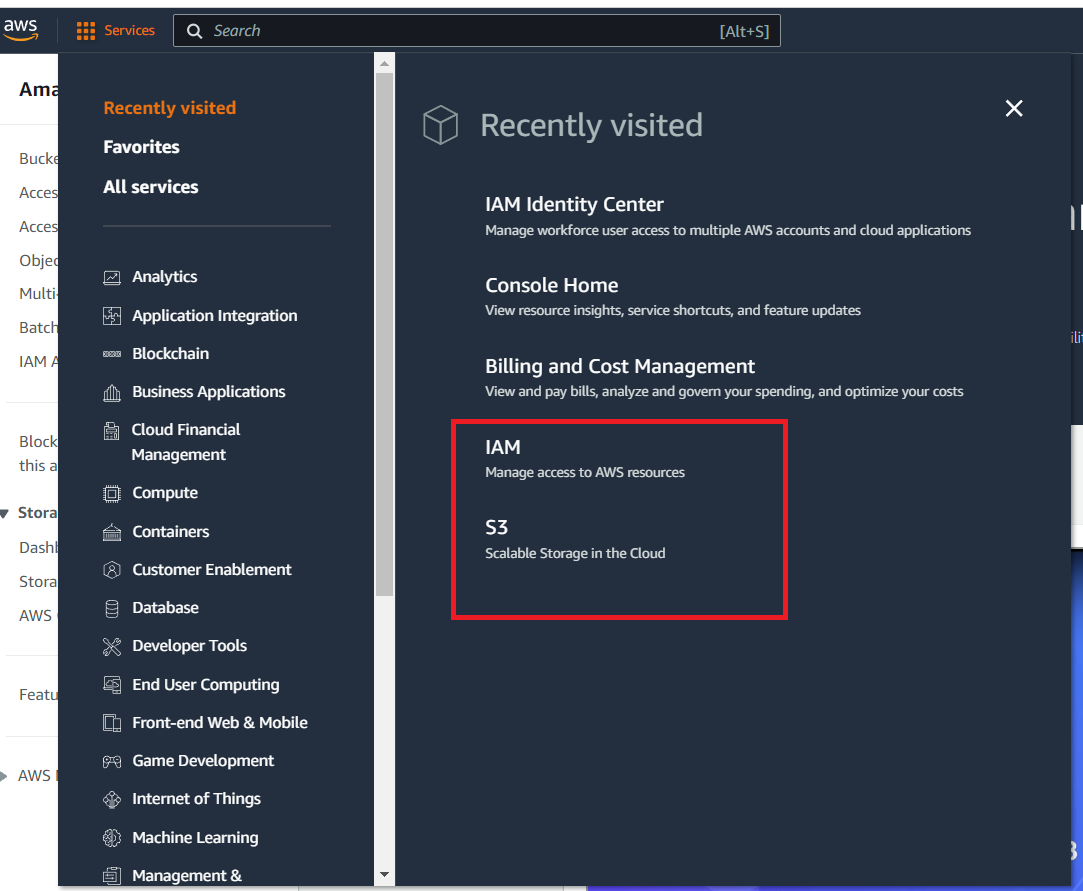 aws
Services
Search
[Alt+S]
Recently visited
Favorites
All services
Analytics
Application Integration
Blockchain
Business Applications
Cloud Financial
Management
Compute
Containers
Customer Enablement
Database
Developer Tools
End User Computing
Front-end Web & Mobile
Game Development
Internet of Things
Machine Learning
Management &
Recently visited
IAM Identity Center
Manage workforce user access to multiple AWS accounts and cloud applications
Console Home
View resource insights, service shortcuts, and feature updates
Billing and Cost Management
View and pay bills, analyze and govern your spending, and optimize your costs
IAM
Manage access to AWS resources
S3
Scalable Storage in the Cloud
Ama
Bucke
Acces
Acces
Objec
Multi-
Batch
IAM A
Block
this a
Stora
Dashb
Stora
AWS
Featu
AWS